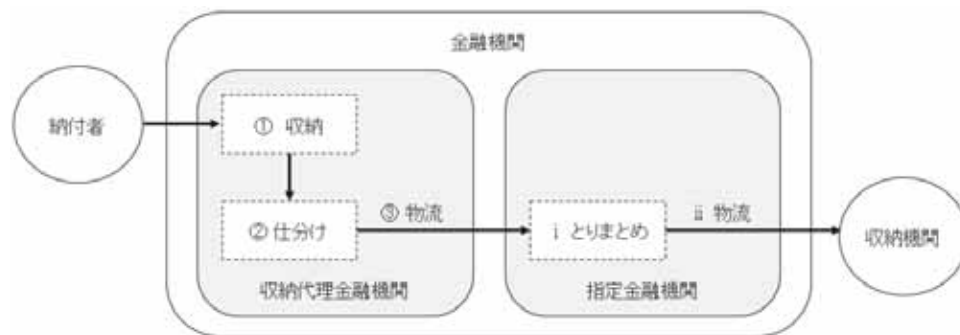 金融機関
納付者
① 収納
② 仕分け
③ 物流
収納代理金融機関
ⅰ とりまとめ
ⅱ 物流
指定金融機関
収納機関